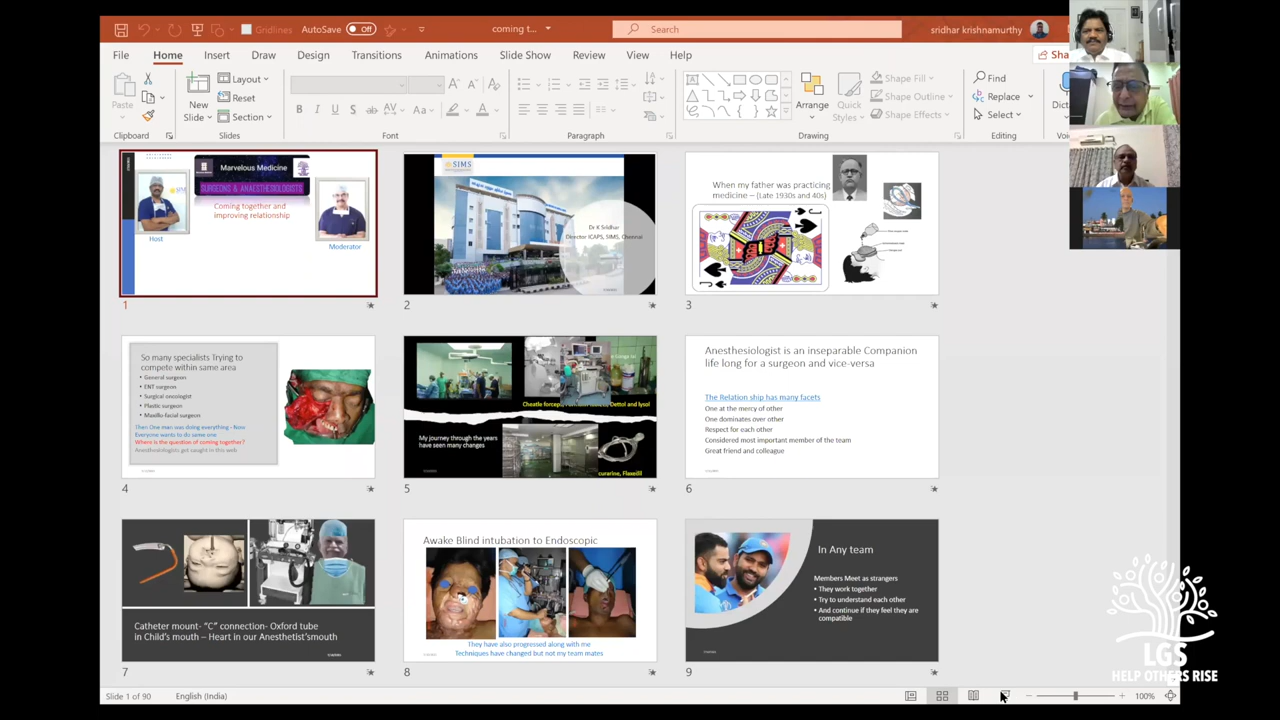 Gridlines
AutoSave Off
coming t...
Search
sridhar krishnamurthy
File Home Insert Draw Design Transitions Animations Slide Show Review View Help
Sha
Paste
New
Slide
Layout
Reset
Section
Aa
Arrange
Quick
Styles
Shape Fill
Shape Outline
Shape Effects
Find
Replace
Select
Dict
Clipboard Slides Font Paragraph Drawing Editing Voi
Marvelous Medicine
SURGEONS & ANAESTHESIOLOGISTS
Coming together and
improving relationship
Host
Moderator
1
SIMS
Dr K Sridhar
Director ICAPS, SIMS, Chennai
2
When my father was practicing
medicine – (Late 1930s and 40s)
3
So many specialists Trying to
compete within same area
• General surgeon
• ENT surgeon
• Surgical oncologist
• Plastic surgeon
• Maxillo-facial surgeon
Then One man was doing everything - Now
Everyone wants to do same one
Where is the question of coming together?
Anesthesiologists get caught in this web
4
Dettol and lysol
My journey through the years
have seen many changes
5
Anesthesiologist is an inseparable Companion
life long for a surgeon and vice-versa
The Relation ship has many facets
One at the mercy of other
One dominates over other
Respect for each other
Considered most important member of the team
Great friend and colleague
6
Catheter mount- “C” connection- Oxford tube
in Child's mouth – Heart in our Anesthetist'smouth
7
Awake Blind intubation to Endoscopic
They have also progressed along with me
Techniques have changed but not my team mates
8
In Any team
Members Meet as strangers
• They work together
• Try to understand each other
• And continue if they feel they are
compatible
9
Slide 1 of 90
English (India)
100%
LGS
HELP OTHERS RISE